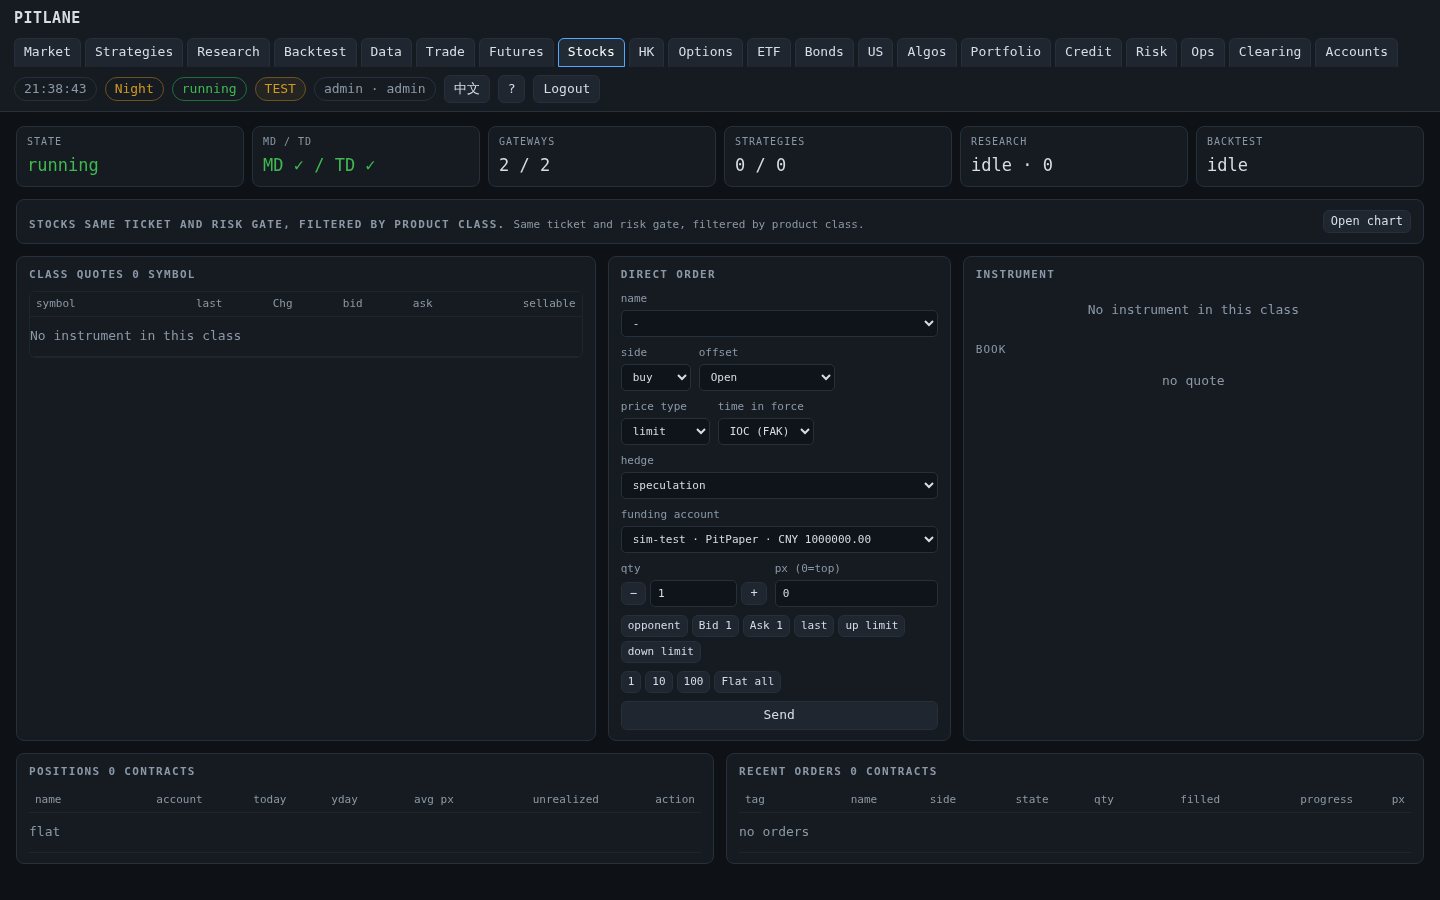 PITLANE
Market Strategies Research Backtest Data Trade Futures Stocks HK Options ETF Bonds US Algos Portfolio Credit Risk Ops Clearing Accounts
21:38:43 Night running TEST admin · admin 中文 ? Logout
STATE MD / TD GATEWAYS STRATEGIES RESEARCH BACKTEST
running MD ✓ / TD ✓ 2 / 2 0 / 0 idle · 0 idle
STOCKS SAME TICKET AND RISK GATE, FILTERED BY PRODUCT CLASS. Same ticket and risk gate, filtered by product class. Open chart
CLASS QUOTES 0 SYMBOL
symbol last Chg bid ask sellable
No instrument in this class
DIRECT ORDER
name
-
side offset
buy Open
price type time in force
limit IOC (FAK)
hedge
speculation
funding account
sim-test · PitPaper · CNY 1000000.00
qty px (0=top)
− 1 + 0
opponent Bid 1 Ask 1 last up limit
down limit
1 10 100 Flat all
Send
INSTRUMENT
No instrument in this class
BOOK
no quote
POSITIONS 0 CONTRACTS
name account today yday avg px unrealized action
flat
RECENT ORDERS 0 CONTRACTS
tag name side state qty filled progress px
no orders